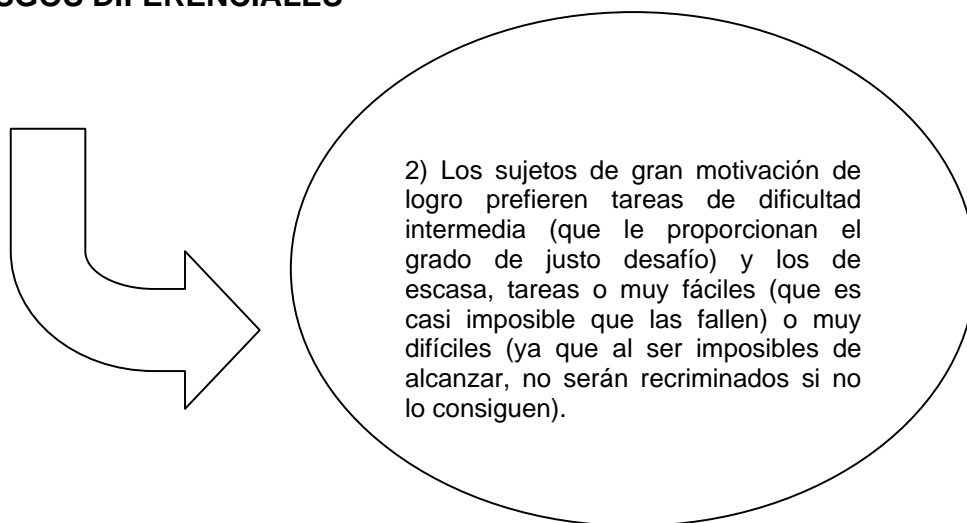 DIFERENCIALES
2) Los sujetos de gran motivación de
logro prefieren tareas de dificultad
intermedia (que le proporcionan el
grado de justo desafío) y los de
escasa, tareas o muy fáciles (que es
casi imposible que las fallen) o muy
difíciles (ya que al ser imposibles de
alcanzar, no serán recriminados si no
lo consiguen).